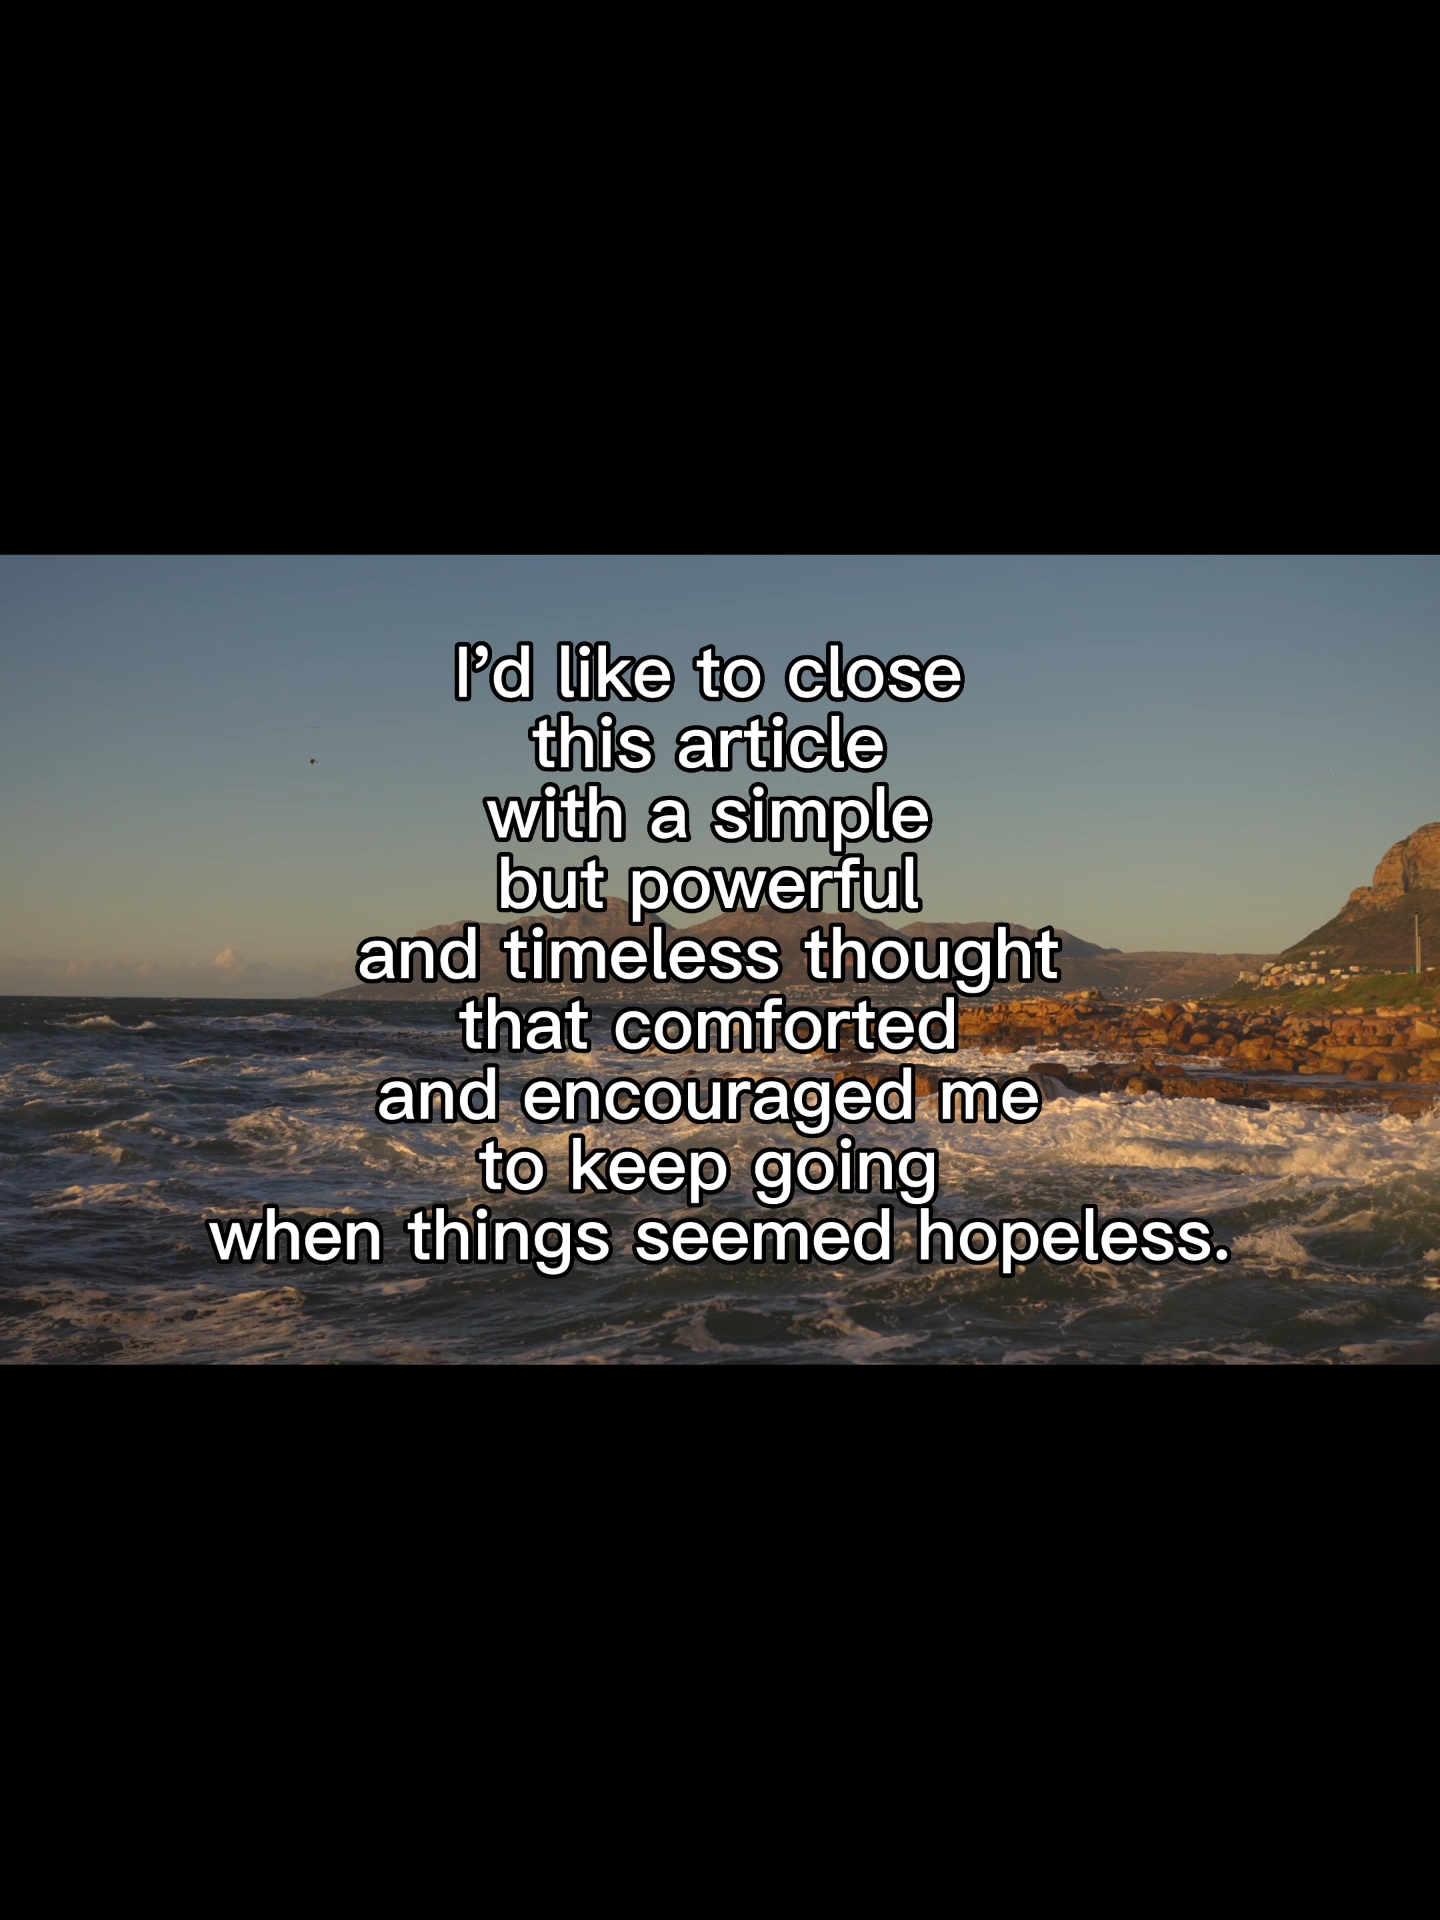 I’d like to close
this article
with a simple
but powerful
and timeless thought
that comforted
and encouraged me
to keep going
when things seemed hopeless.